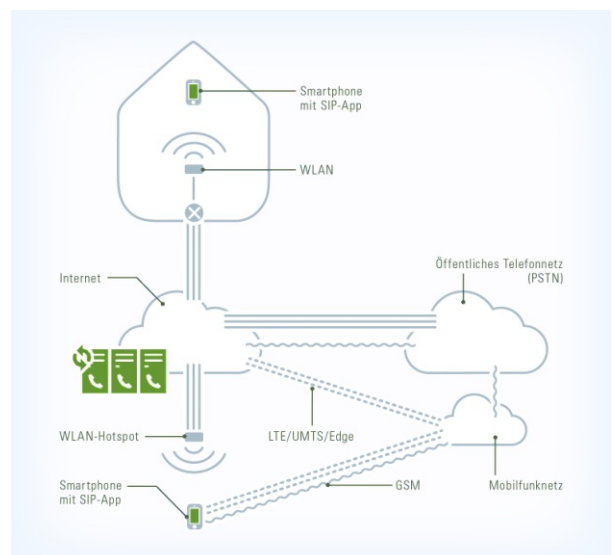 Smartphone
mit SIP-App
WLAN
Internet
Öffentliches Telefonnetz
(PSTN)
WLAN-Hotspot
LTE/UMTS/Edge
Smartphone
mit SIP-App
GSM
Mobilfunknetz